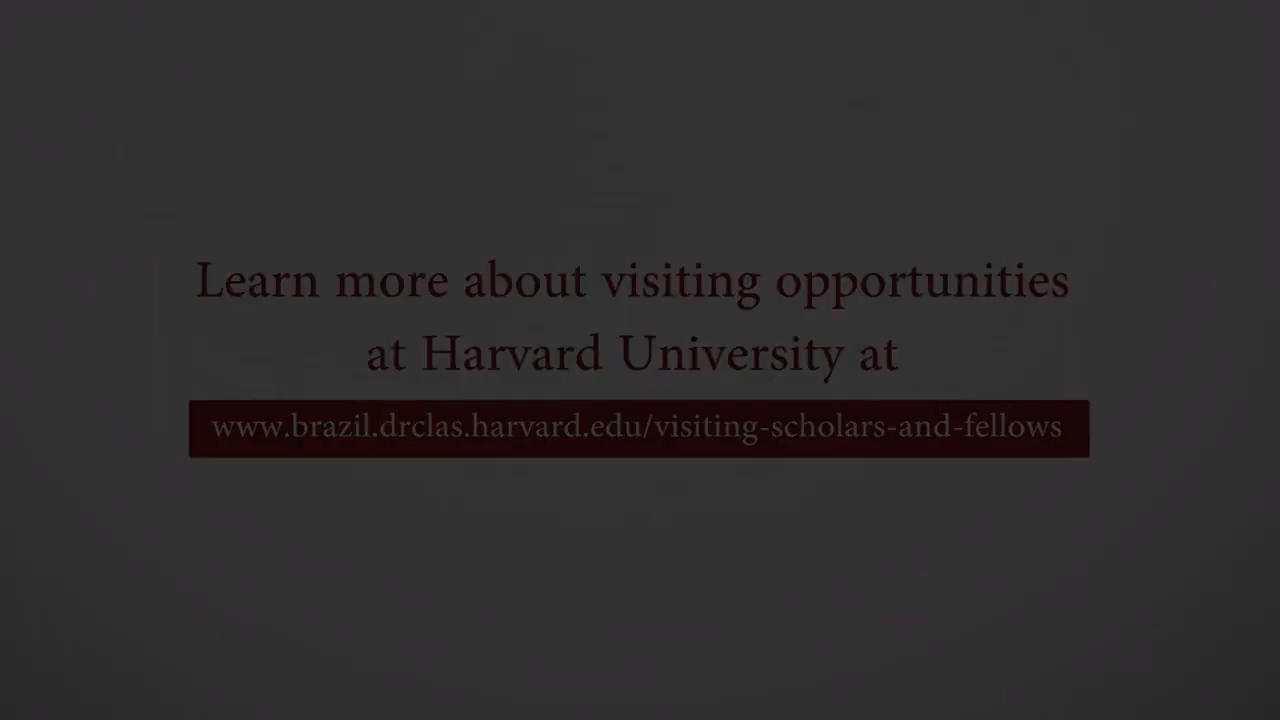 Learn more about visiting opportunities
at Harvard University at
www.brazil.drclas.harvard.edu/visiting-scholars-and-fellows